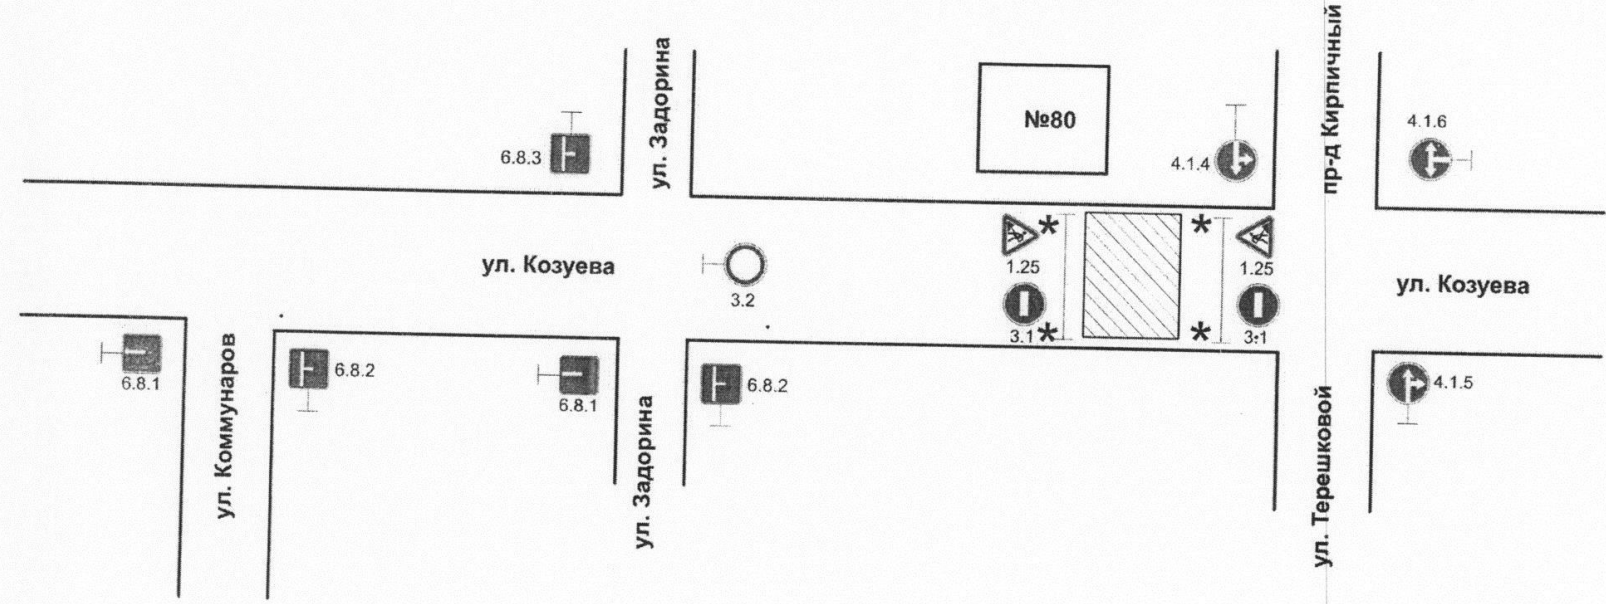 ул. Задорина
пр-д Кирпичный
№80
4.1.6
6.8.3
4.1.4
ул. Козуева
3.2
* *
1.25
1.25
ул. Козуева
3.1
* *
3.1
6.8.1
ул. Коммунаров
6.8.2
6.8.1
ул. Задорина
6.8.2
ул. Терешковой
4.1.5